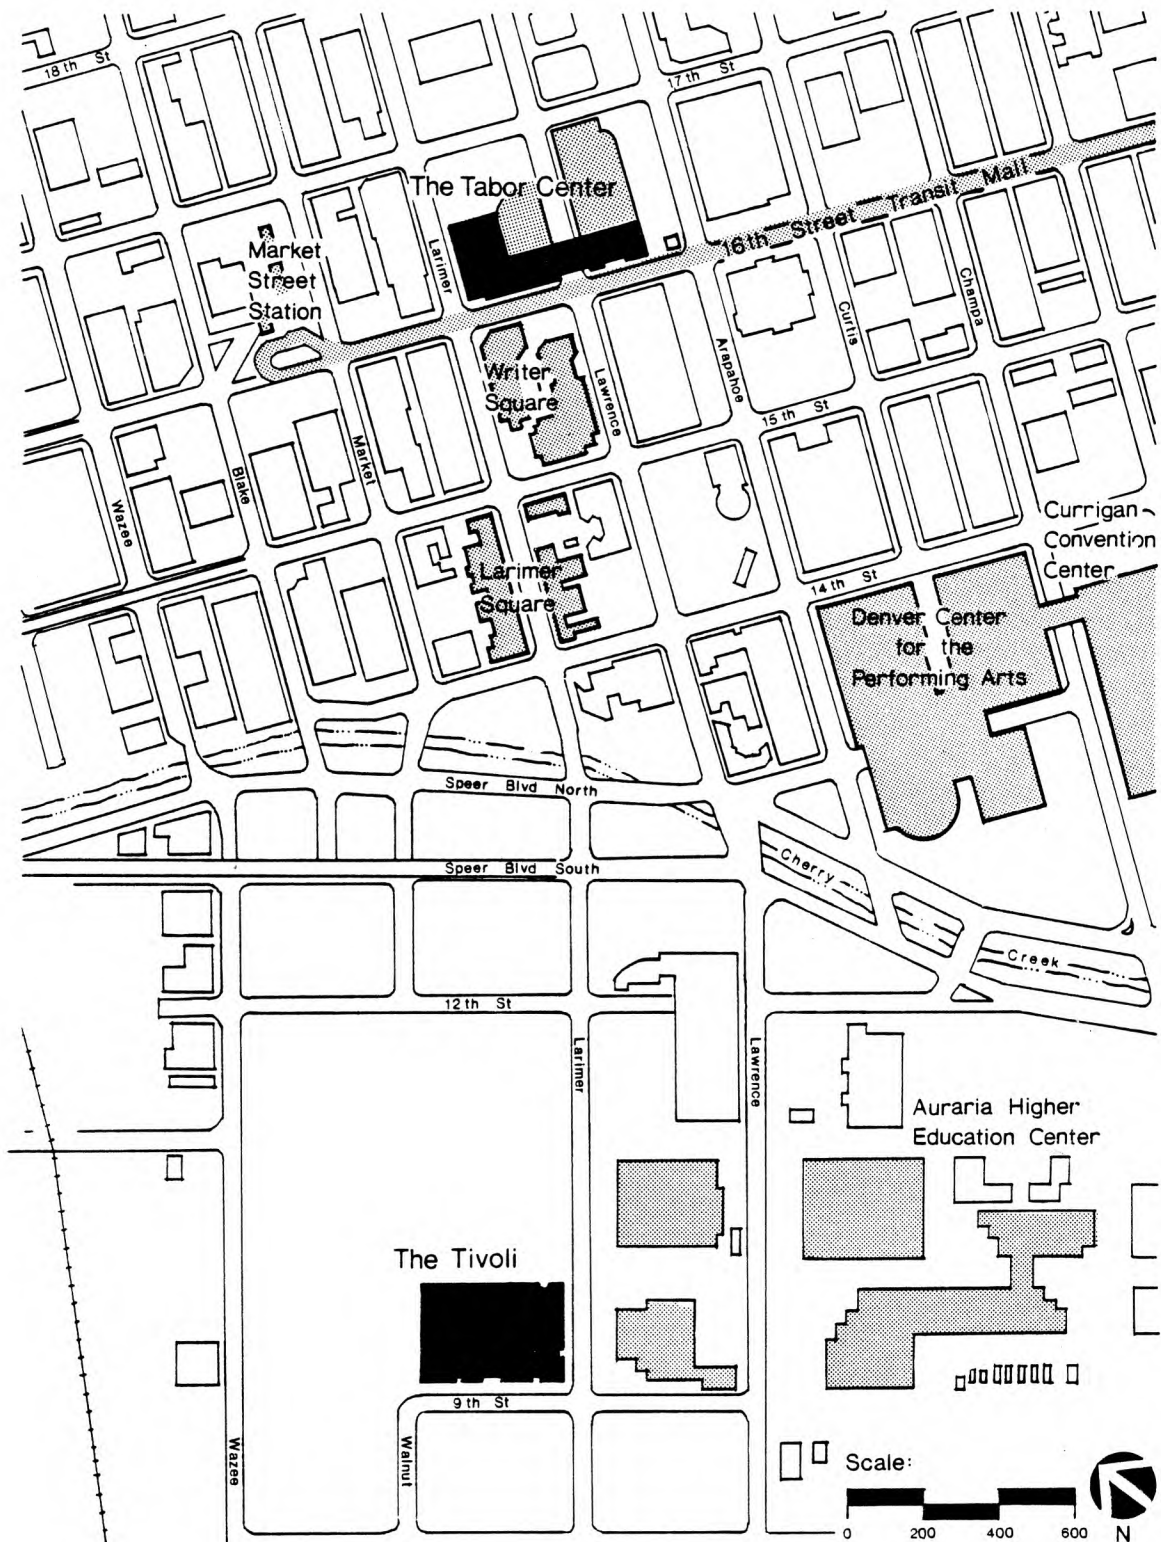 18th St
17th St
The Tabor Center
16th Street Transit Mall
Market
Street
Station
Larimer
Champa
Curtis
Writer
Square
Arapahoe
Lawrence
15th St
Market
Blake
Wazee
Currigan
Convention
Center
Larimer
Square
14th St
Denver Center
for the
Performing Arts
Speer Blvd North
Cherry
Speer Blvd South
Creek
12th St
Larimer
Lawrence
Auraria Higher
Education Center
The Tivoli
9th St
Wazee
Walnut
Scale:
0 200 400 600
N